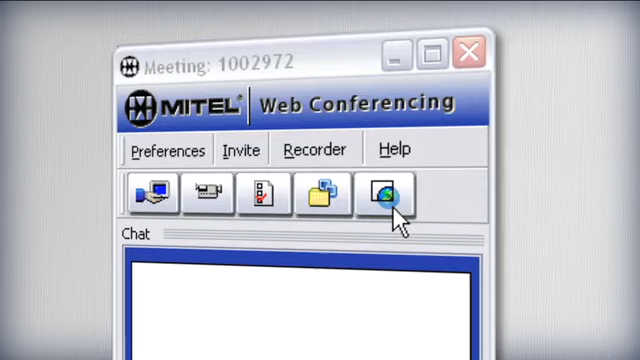 Meeting: 1002972
MITEL® Web Conferencing
Preferences Invite Recorder Help
Chat